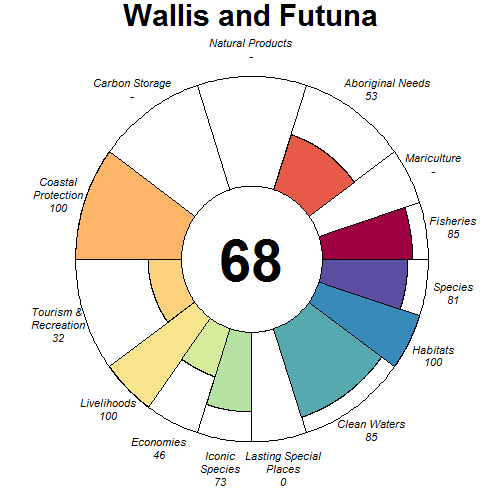 Wallis and Futuna
Natural Products
-
Carbon Storage
-
Aboriginal Needs
53
Mariculture
-
Coastal
Protection
100
Fisheries
85
68
Species
81
Tourism &
Recreation
32
Habitats
100
Livelihoods
100
Clean Waters
85
Economies
46
Iconic
Species
73
Lasting Special
Places
0